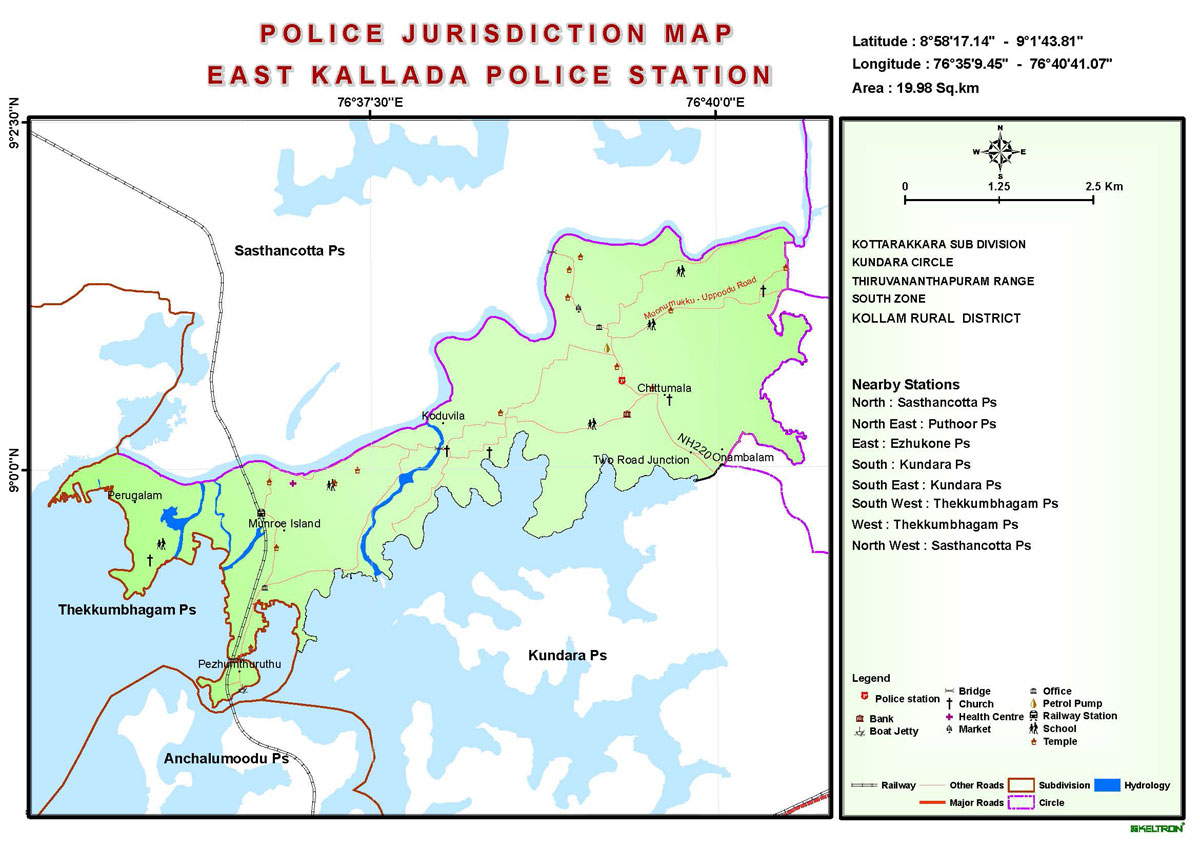 POLICE JURISDICTION MAP
EAST KALLADA POLICE STATION
Latitude : 8°58'17.14" - 9°1'43.81"
Longitude : 76°35'9.45" - 76°40'41.07"
Area : 19.98 Sq.km
76°37'30"E
76°40'0"E
9°2'30"N
9°0'0"N
Sasthancotta Ps
Moonumukku - Uppoodu Road
Chittumala
Koduvila
NH220
Two Road Junction
Onambalam
Perugalam
Munroe Island
Thekkumbhagam Ps
Pezhumthuruthu
Kundara Ps
Anchalumoodu Ps
N
W E
S
0 1.25 2.5 Km
KOTTARAKKARA SUB DIVISION
KUNDARA CIRCLE
THIRUVANANTHAPURAM RANGE
SOUTH ZONE
KOLLAM RURAL DISTRICT
Nearby Stations
North : Sasthancotta Ps
North East : Puthoor Ps
East : Ezhukone Ps
South : Kundara Ps
South East : Kundara Ps
South West : Thekkumbhagam Ps
West : Thekkumbhagam Ps
North West : Sasthancotta Ps
Legend
Police station
Bank
Boat Jetty
Bridge
Church
Health Centre
Market
Office
Petrol Pump
Railway Station
School
Temple
Railway
Other Roads
Subdivision
Hydrology
Major Roads
Circle
KELTRON